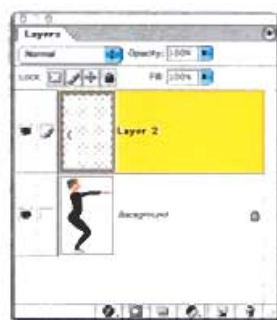 Layers
Normal Opacity: 100%
Lock: Fill: 100%
Layer 2
Background